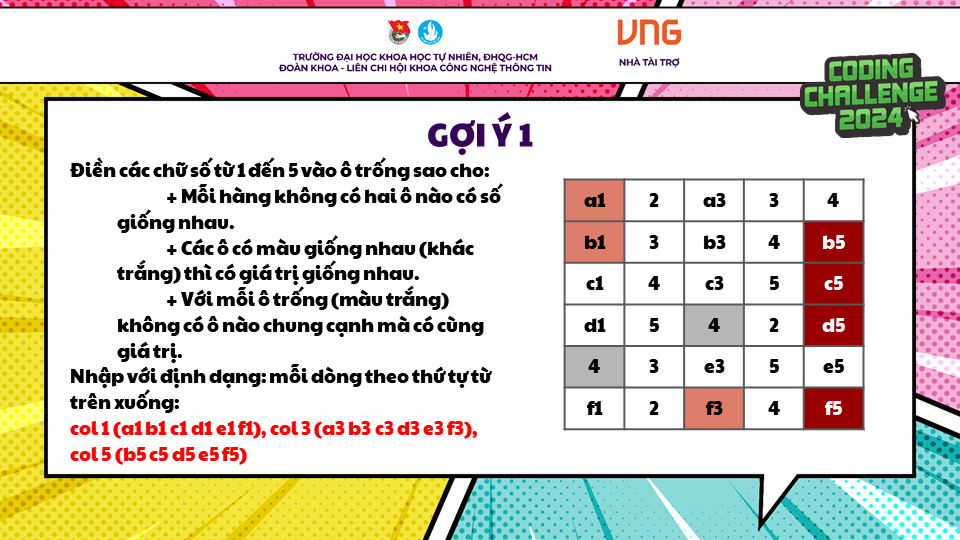 VNG
TRƯỜNG ĐẠI HỌC KHOA HỌC TỰ NHIÊN, ĐHQG-HCM
ĐOÀN KHOA - LIÊN CHI HỘI KHOA CÔNG NGHỆ THÔNG TIN
NHÀ TÀI TRỢ
CODING
CHALLENGE
2024
GỢI Ý 1
Điền các chữ số từ 1 đến 5 vào ô trống sao cho:
+ Mỗi hàng không có hai ô nào có số
giống nhau.
+ Các ô có màu giống nhau (khác
trắng) thì có giá trị giống nhau.
+ Với mỗi ô trống (màu trắng)
không có ô nào chung cạnh mà có cùng
giá trị.
Nhập với định dạng: mỗi dòng theo thứ tự từ
trên xuống:
col 1 (a1 b1 c1 d1 e1 f1), col 3 (a3 b3 c3 d3 e3 f3),
col 5 (b5 c5 d5 e5 f5)
a1 2 a3 3 4
b1 3 b3 4 b5
c1 4 c3 5 c5
d1 5 4 2 d5
4 3 e3 5 e5
f1 2 f3 4 f5